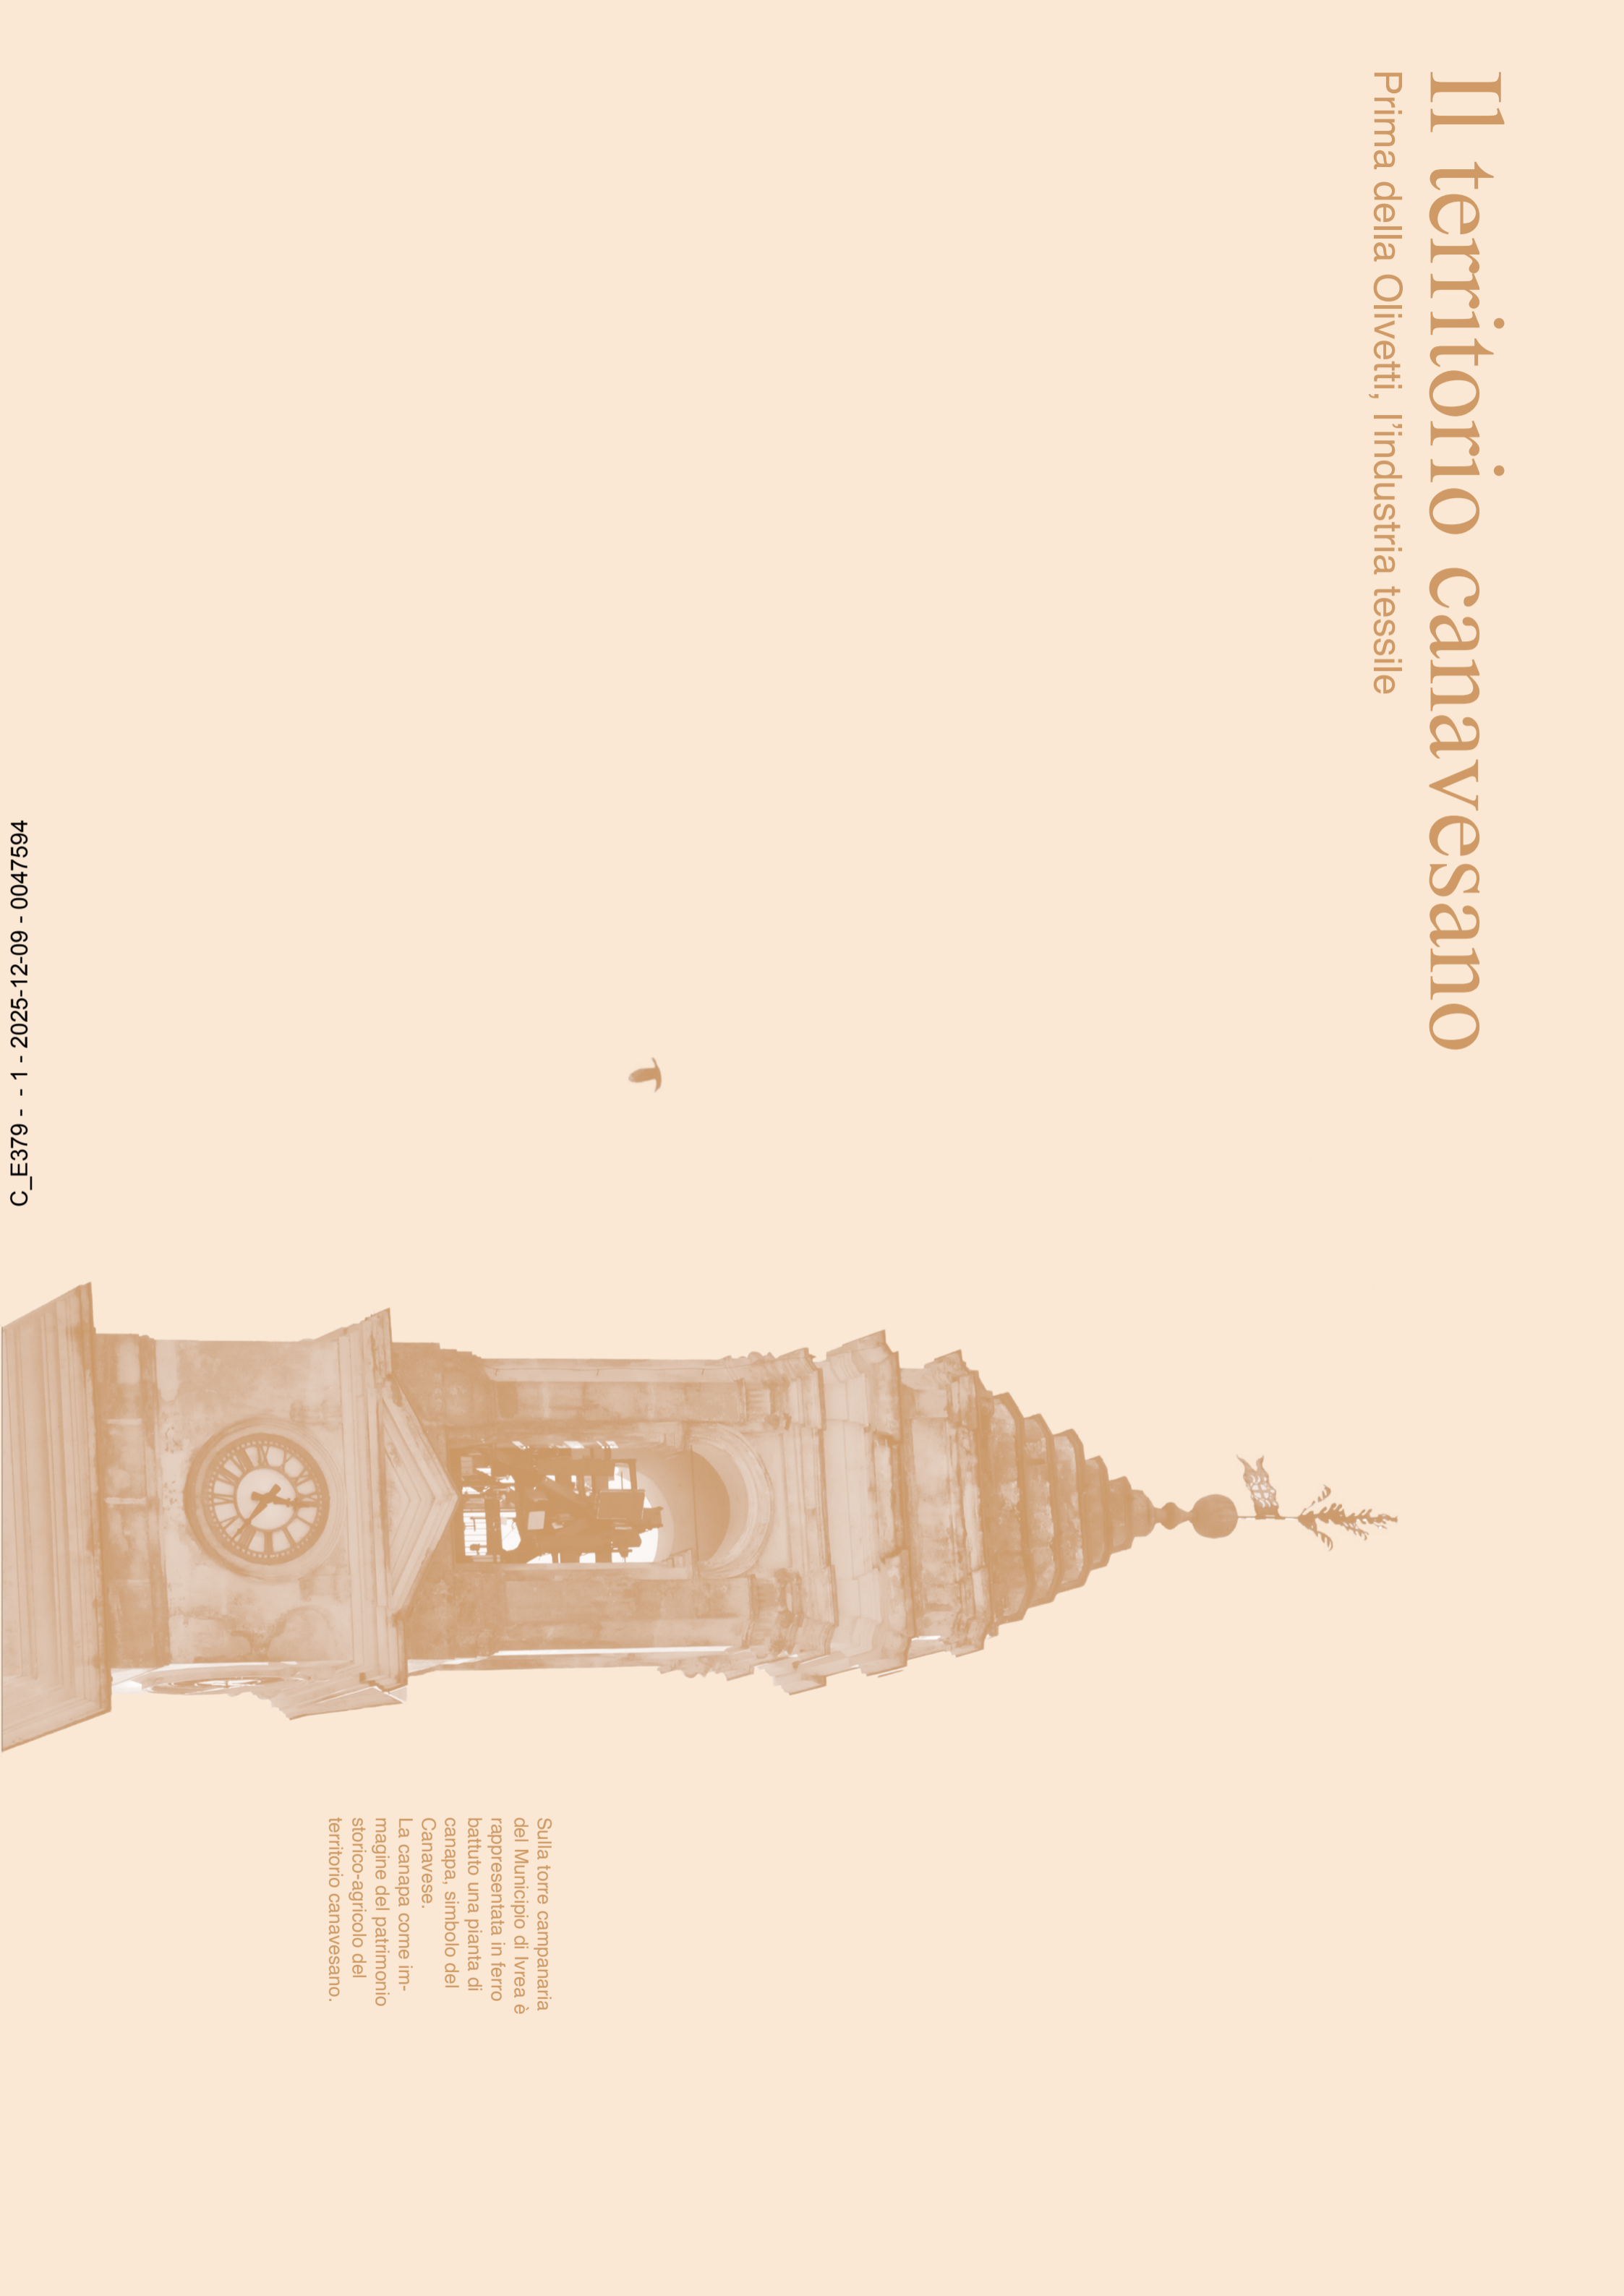 Il territorio canavesano
Prima della Olivetti, l'industria tessile
Sulla torre campanaria
del Municipio di Ivrea è
rappresentata in ferro
battuto una pianta di
canapa, simbolo del
Canavese.
La canapa come im-
magine del patrimonio
storico-agricolo del
territorio canavesano.
C_E379 - - 1 - 2025-12-09 - 0047594